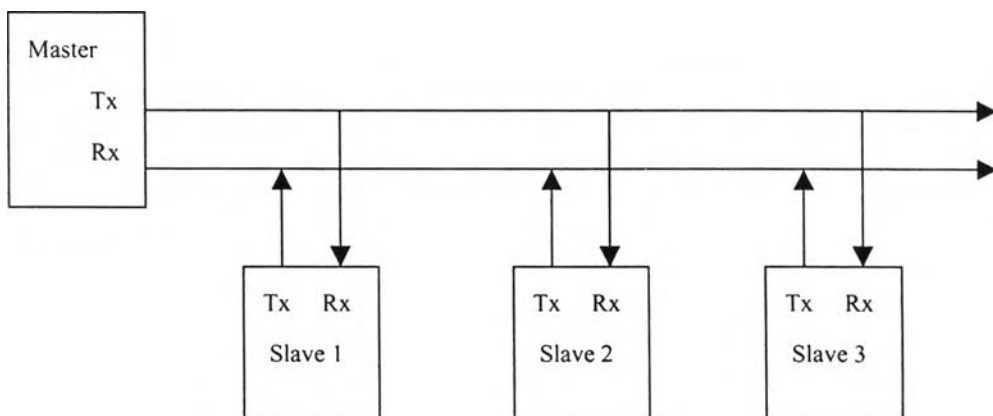 Master
Tx
Rx
Tx Rx
Slave 1
Tx Rx
Slave 2
Tx Rx
Slave 3